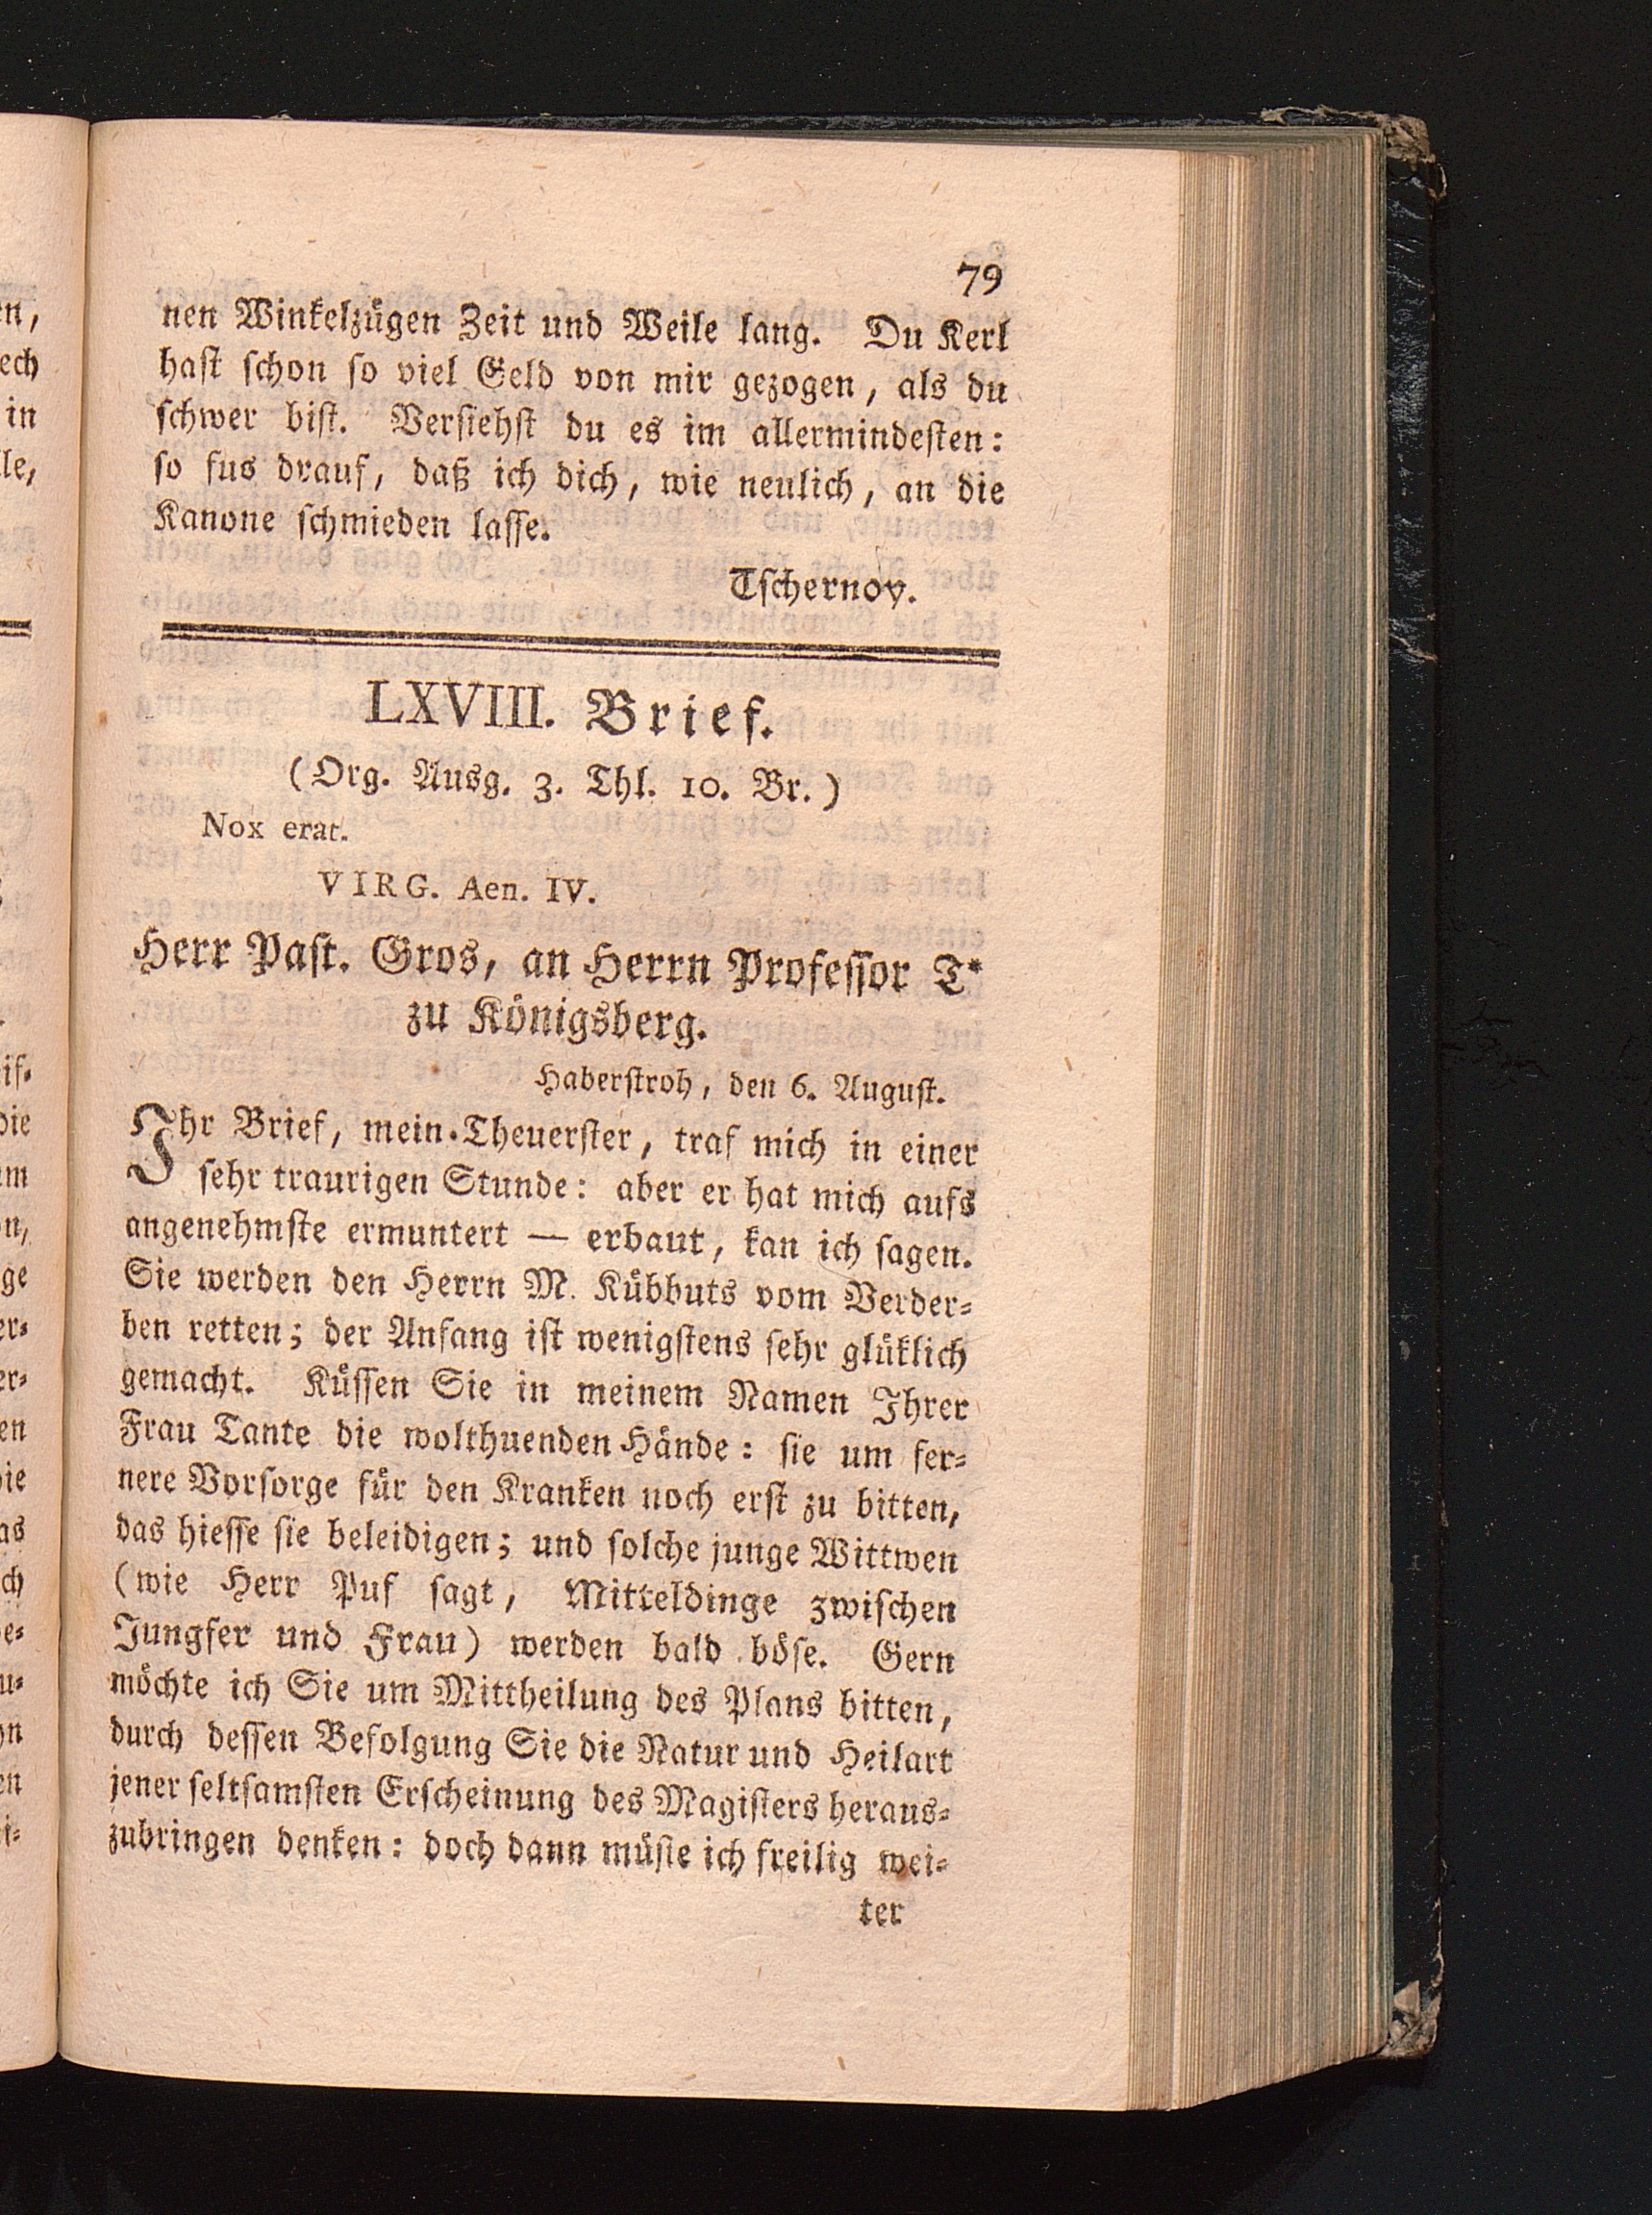 79
nen Winkelzügen Zeit und Weile lang. Du Kerl
hast schon so viel Geld von mir gezogen, als du
schwer bist. Versiehst du es im allermindesten:
so fus drauf, daß ich dich, wie neulich, an die
Kanone schmieden lasse.
Tschernoy.
LXVIII. Brief.
(Org. Ausg. 3. Thl. 10. Br.)
Nox erat.
VIRG. Aen. IV.
Herr Past. Gros, an Herrn Professor T*
zu Königsberg.
Haberstroh, den 6. August.
Ihr Brief, mein Theuerster, traf mich in einer
sehr traurigen Stunde: aber er hat mich aufs
angenehmste ermuntert — erbaut, kan ich sagen.
Sie werden den Herrn M. Kübbuts vom Verder-
ben retten; der Anfang ist wenigstens sehr glüklich
gemacht. Küssen Sie in meinem Namen Ihrer
Frau Tante die wolthuenden Hände: sie um fer-
nere Vorsorge für den Kranken noch erst zu bitten,
das hiesse sie beleidigen; und solche junge Wittwen
(wie Herr Puf sagt, Mitteldinge zwischen
Jungfer und Frau) werden bald böse. Gern
möchte ich Sie um Mittheilung des Plans bitten,
durch dessen Befolgung Sie die Natur und Heilart
jener seltsamsten Erscheinung des Magisters heraus-
zubringen denken: doch dann müste ich freilig wei-
ter